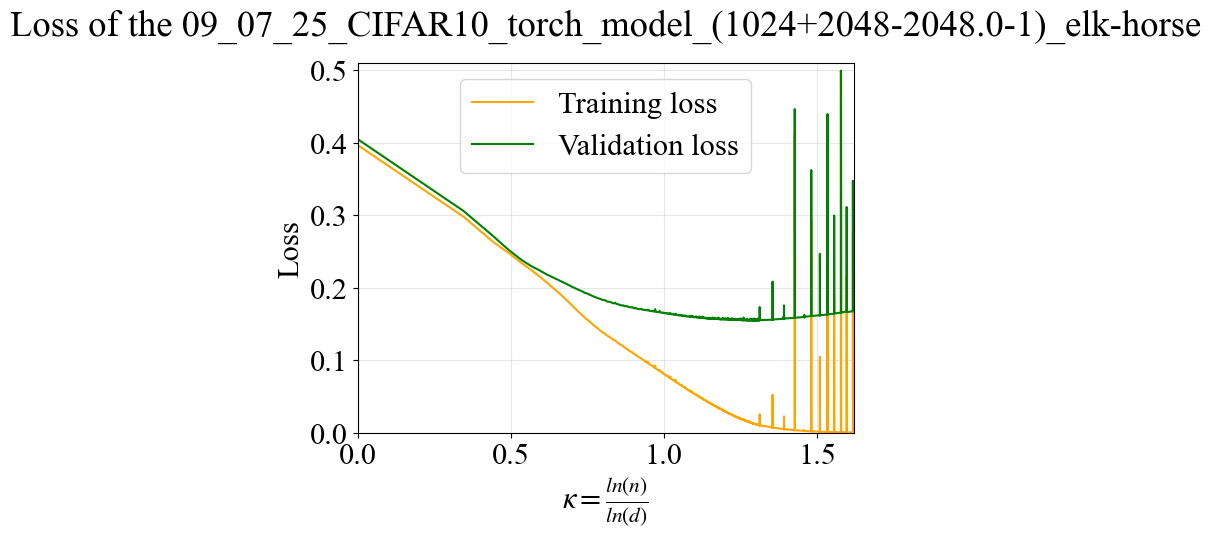 Loss of the 09_07_25_CIFAR10_torch_model_(1024+2048-2048.0-1)_elk-horse
Training loss
Validation loss
Loss
0.5
0.4
0.3
0.2
0.1
0.0
0.0 0.5 1.0 1.5
κ = ln(n)/ln(d)